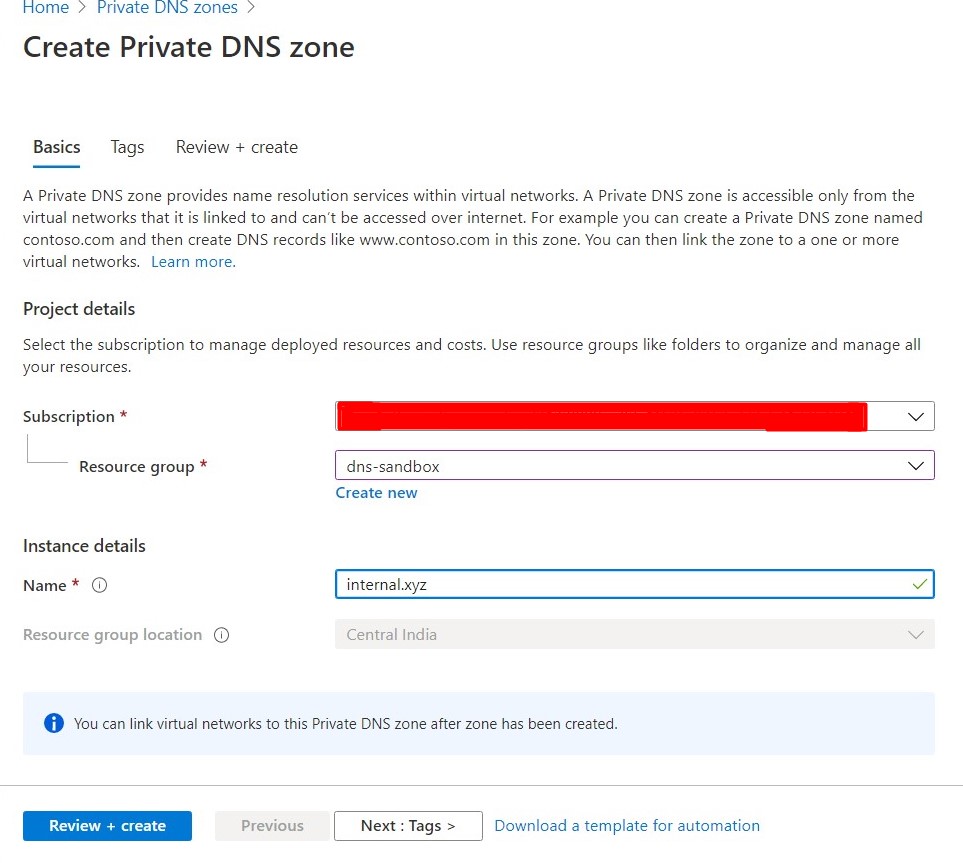 Home > Private DNS zones >
Create Private DNS zone
Basics Tags Review + create
A Private DNS zone provides name resolution services within virtual networks. A Private DNS zone is accessible only from the
virtual networks that it is linked to and can't be accessed over internet. For example you can create a Private DNS zone named
contoso.com and then create DNS records like www.contoso.com in this zone. You can then link the zone to a one or more
virtual networks. Learn more.
Project details
Select the subscription to manage deployed resources and costs. Use resource groups like folders to organize and manage all
your resources.
Subscription *
Resource group * dns-sandbox
Create new
Instance details
Name * internal.xyz
Resource group location Central India
You can link virtual networks to this Private DNS zone after zone has been created.
Review + create Previous Next : Tags > Download a template for automation